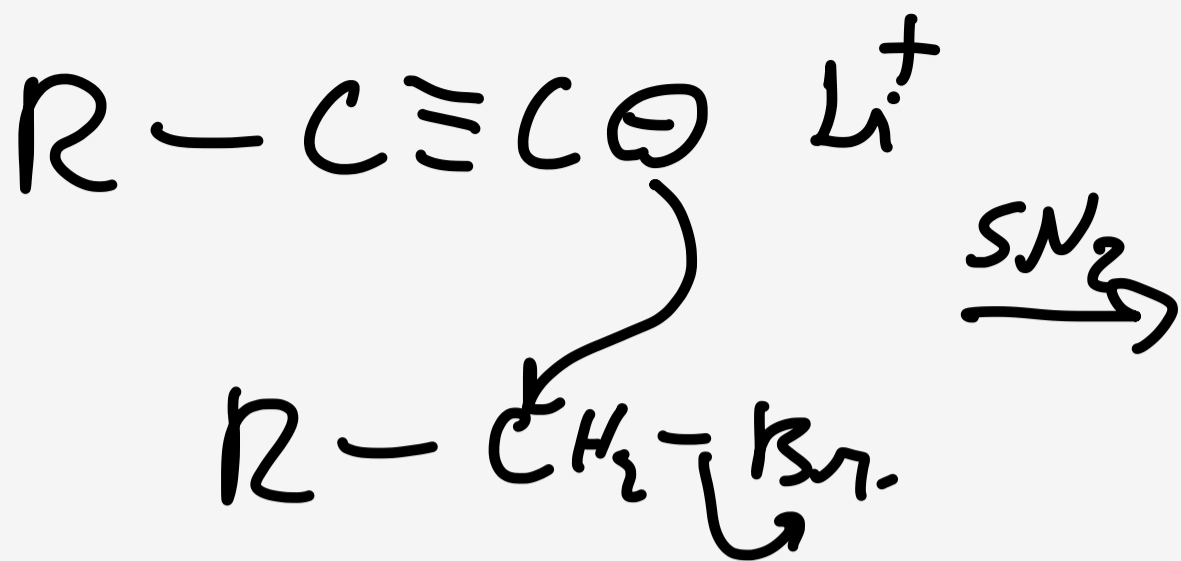 R — C ≡ C ⊖ Li⁺
SN₂
R — CH₂ — Br.